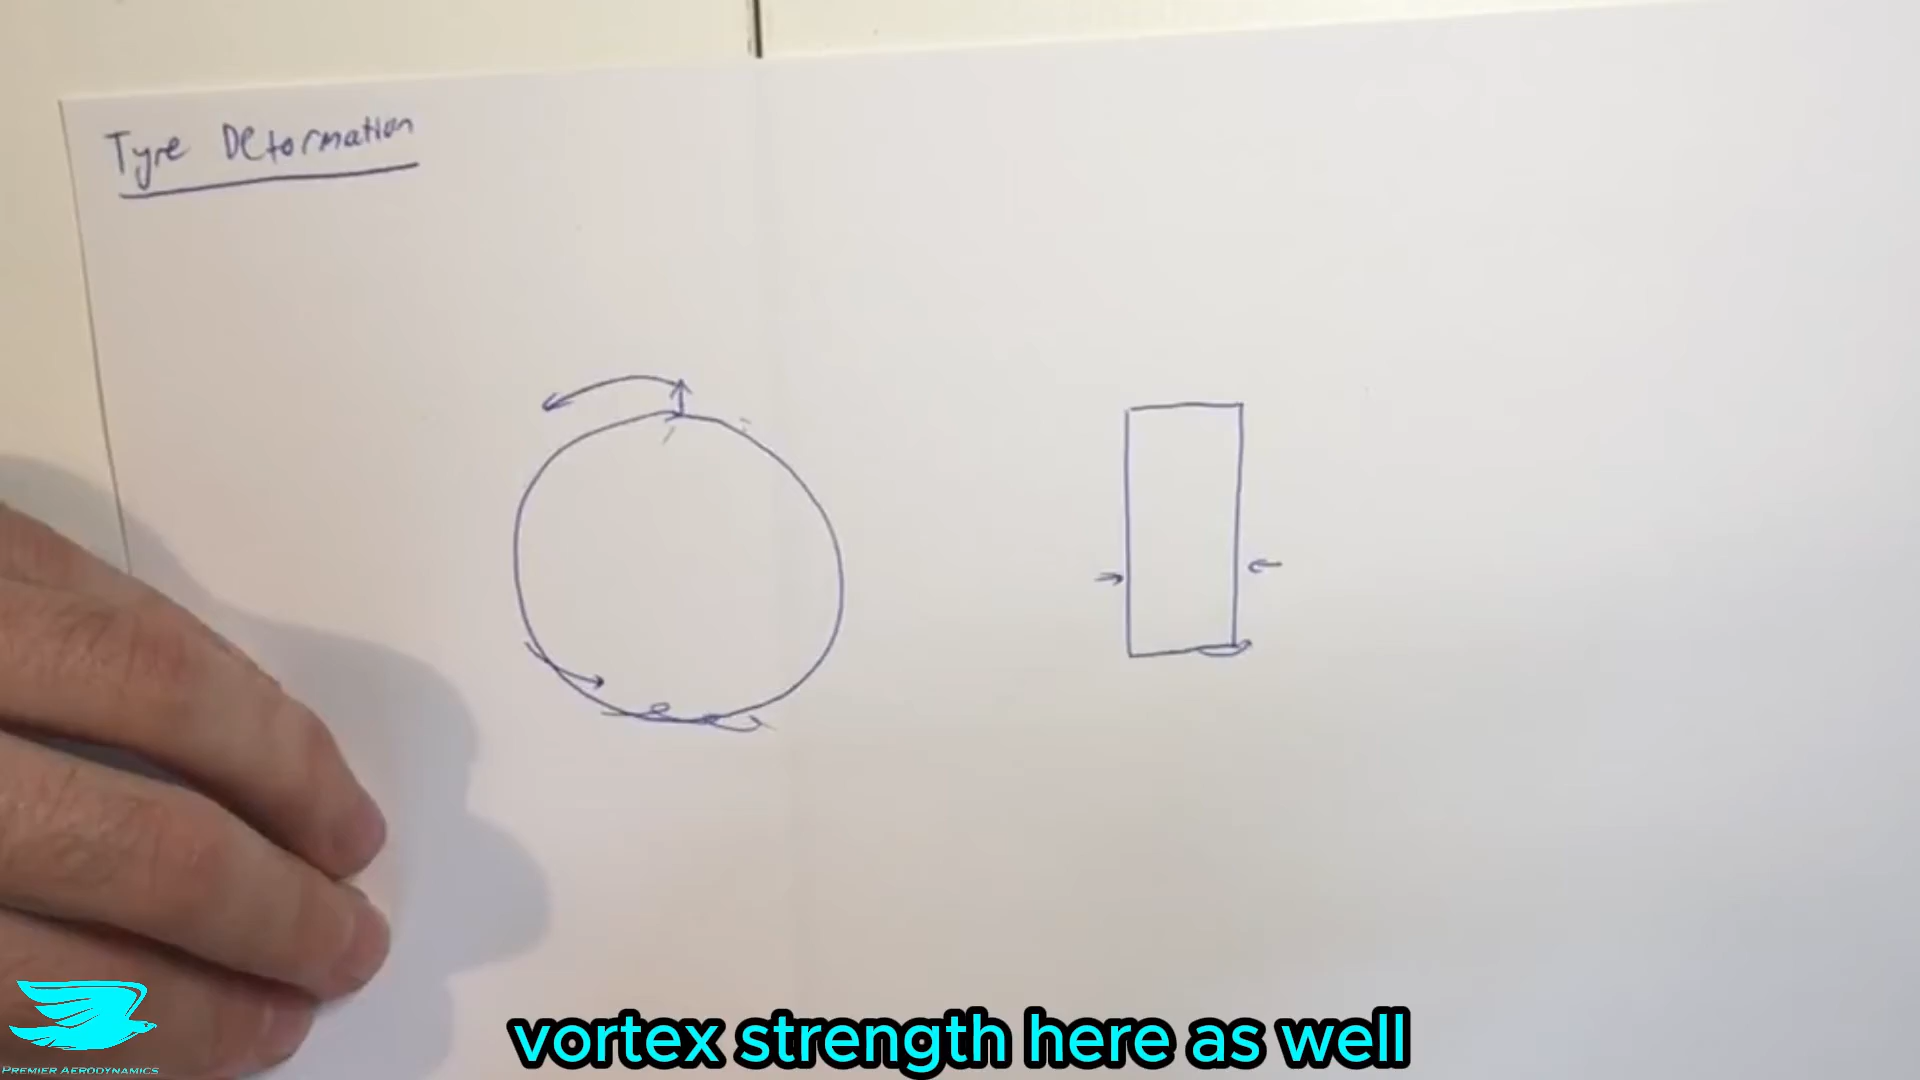 Tyre Deformation
vortex strength here as well
PREMIER AERODYNAMICS